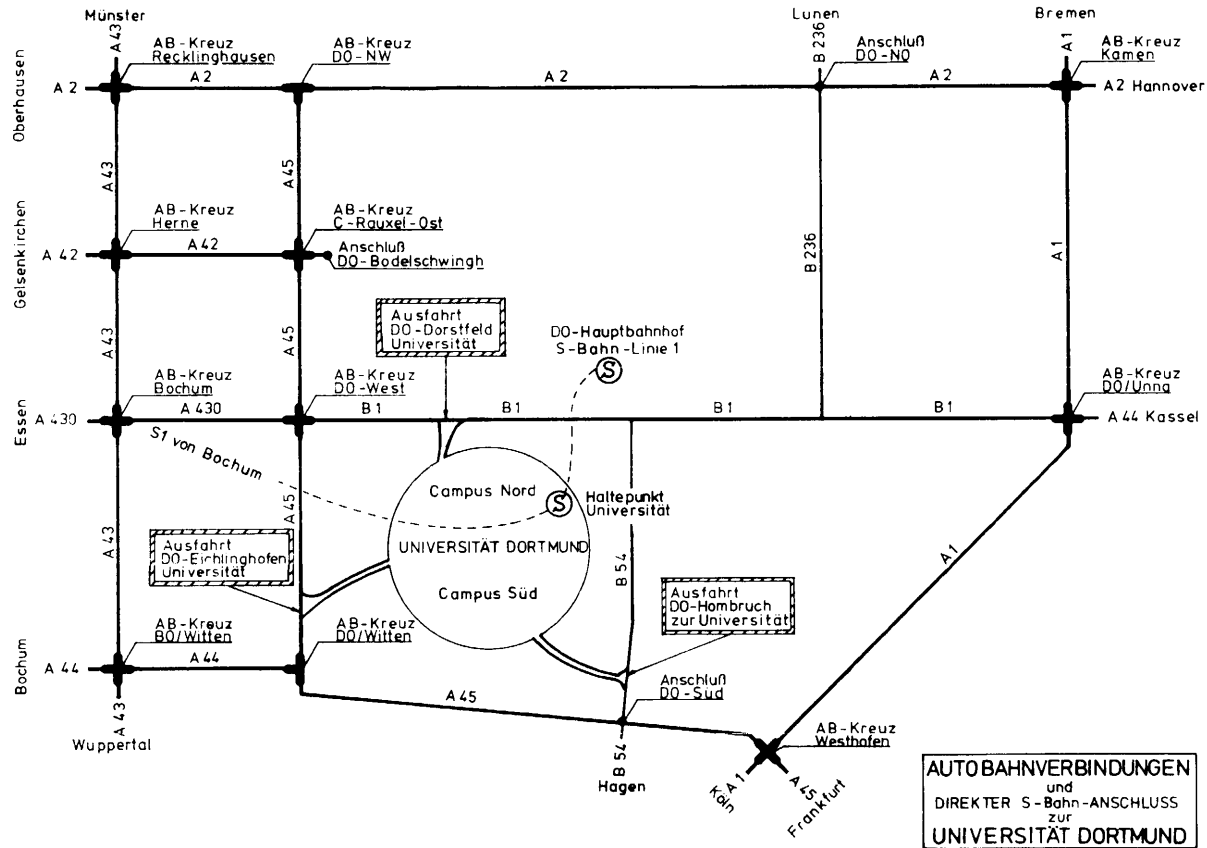 Münster
Lunen
Bremen
A 43
B 236
A 1
AB-Kreuz
Recklinghausen
AB-Kreuz
DO-NW
Anschluß
DO-NO
AB-Kreuz
Kamen
Oberhausen
A 2
A 2
A 2
A 2
A2 Hannover
A 43
A 45
AB-Kreuz
Herne
AB-Kreuz
C-Rauxel-Ost
Gelsenkirchen
A 42
A 42
Anschluß
DO-Bodelschwingh
B 236
A 1
Ausfahrt
DO-Dorstfeld
Universität
DO-Hauptbahnhof
S-Bahn-Linie 1
S
A 43
A 45
AB-Kreuz
Bochum
AB-Kreuz
DO-West
AB-Kreuz
DO/Unna
Essen
A 430
A 430
B 1
B 1
B 1
B 1
A 44 Kassel
S1 von Bochum
Campus Nord
S
Haltepunkt
Universität
A 43
A 45
UNIVERSITÄT DORTMUND
Campus Süd
Ausfahrt
DO-Eichlinghofen
Universität
B 54
A 1
Ausfahrt
DO-Hombruch
zur Universität
AB-Kreuz
BO/Witten
AB-Kreuz
DO/Witten
Bochum
A 44
A 44
A 45
Anschluß
DO-Süd
A 43
Wuppertal
B 54
Hagen
AB-Kreuz
Westhofen
Köln
A 1
A 45
Frankfurt
AUTOBAHNVERBINDUNGEN
und
DIREKTER S-Bahn-ANSCHLUSS
zur
UNIVERSITÄT DORTMUND